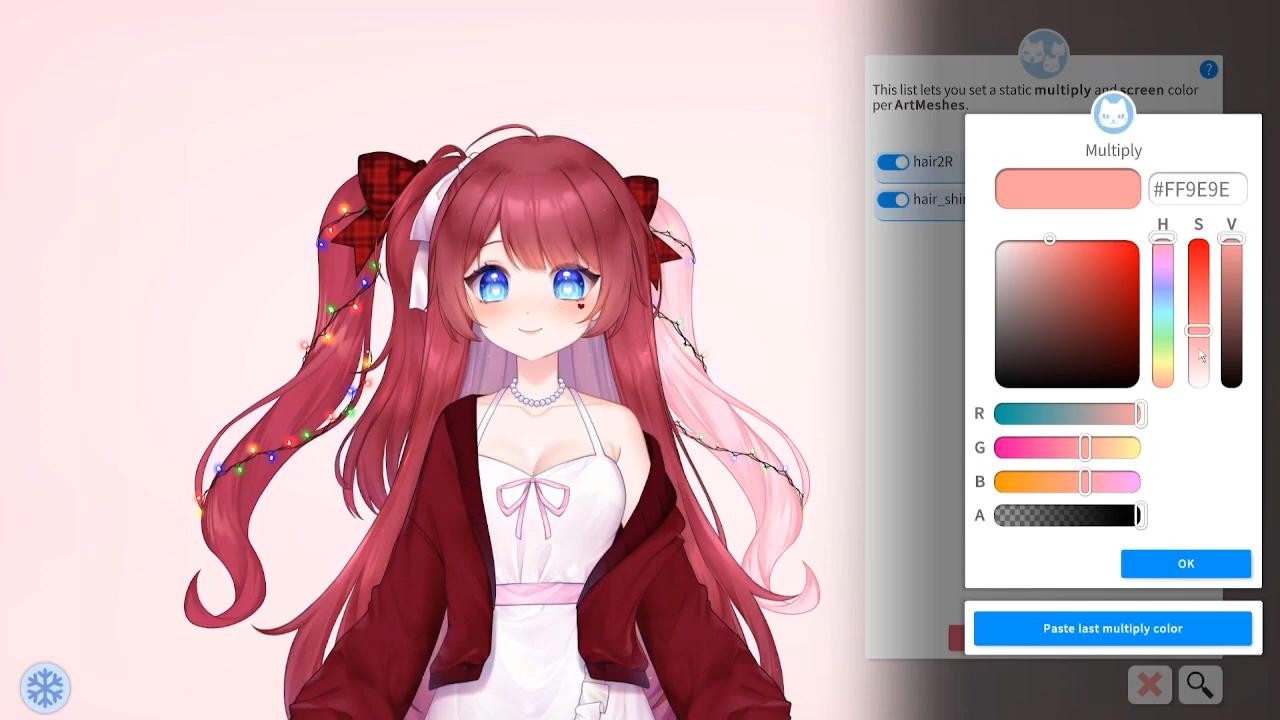 This list lets you set a static multiply and screen color
per ArtMeshes.
?
hair2R
hair_shi
Multiply
#FF9E9E
H S V
R
G
B
A
OK
Paste last multiply color